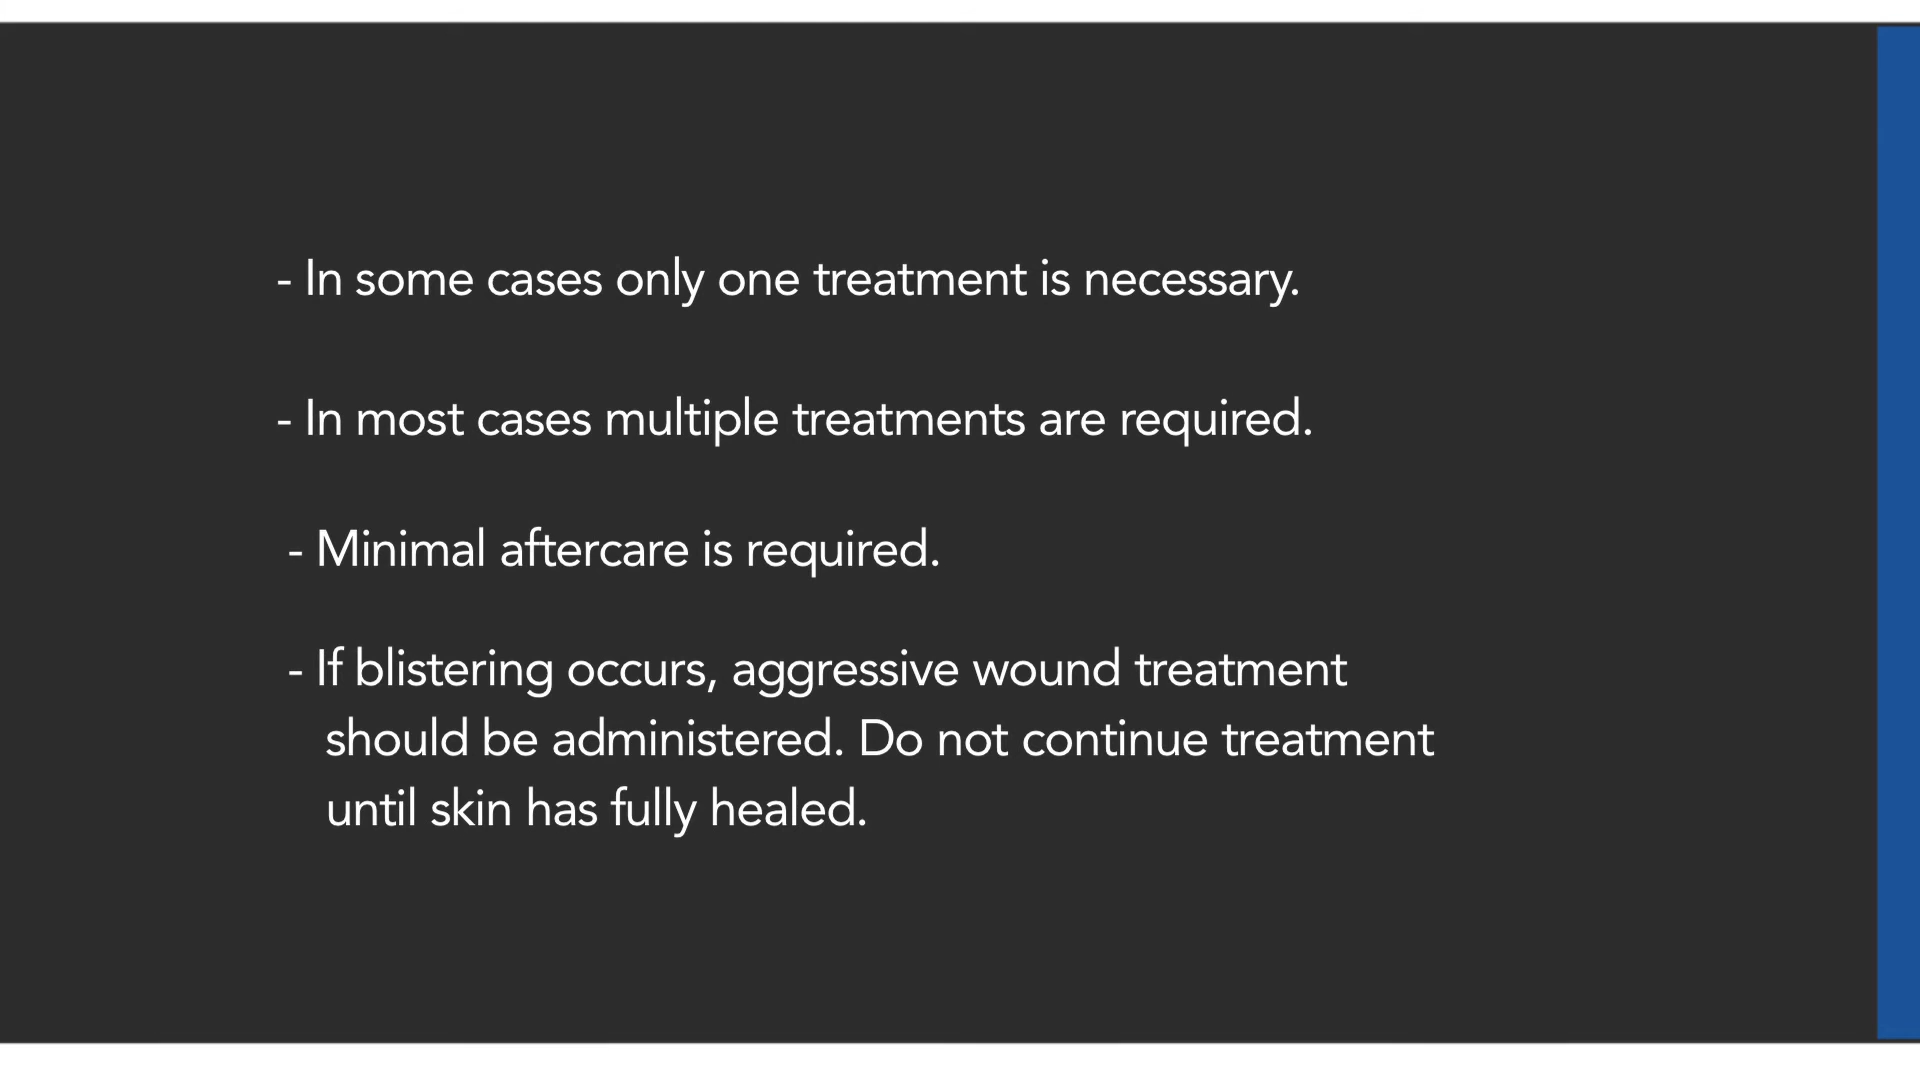 - In some cases only one treatment is necessary.
- In most cases multiple treatments are required.
- Minimal aftercare is required.
- If blistering occurs, aggressive wound treatment
should be administered. Do not continue treatment
until skin has fully healed.